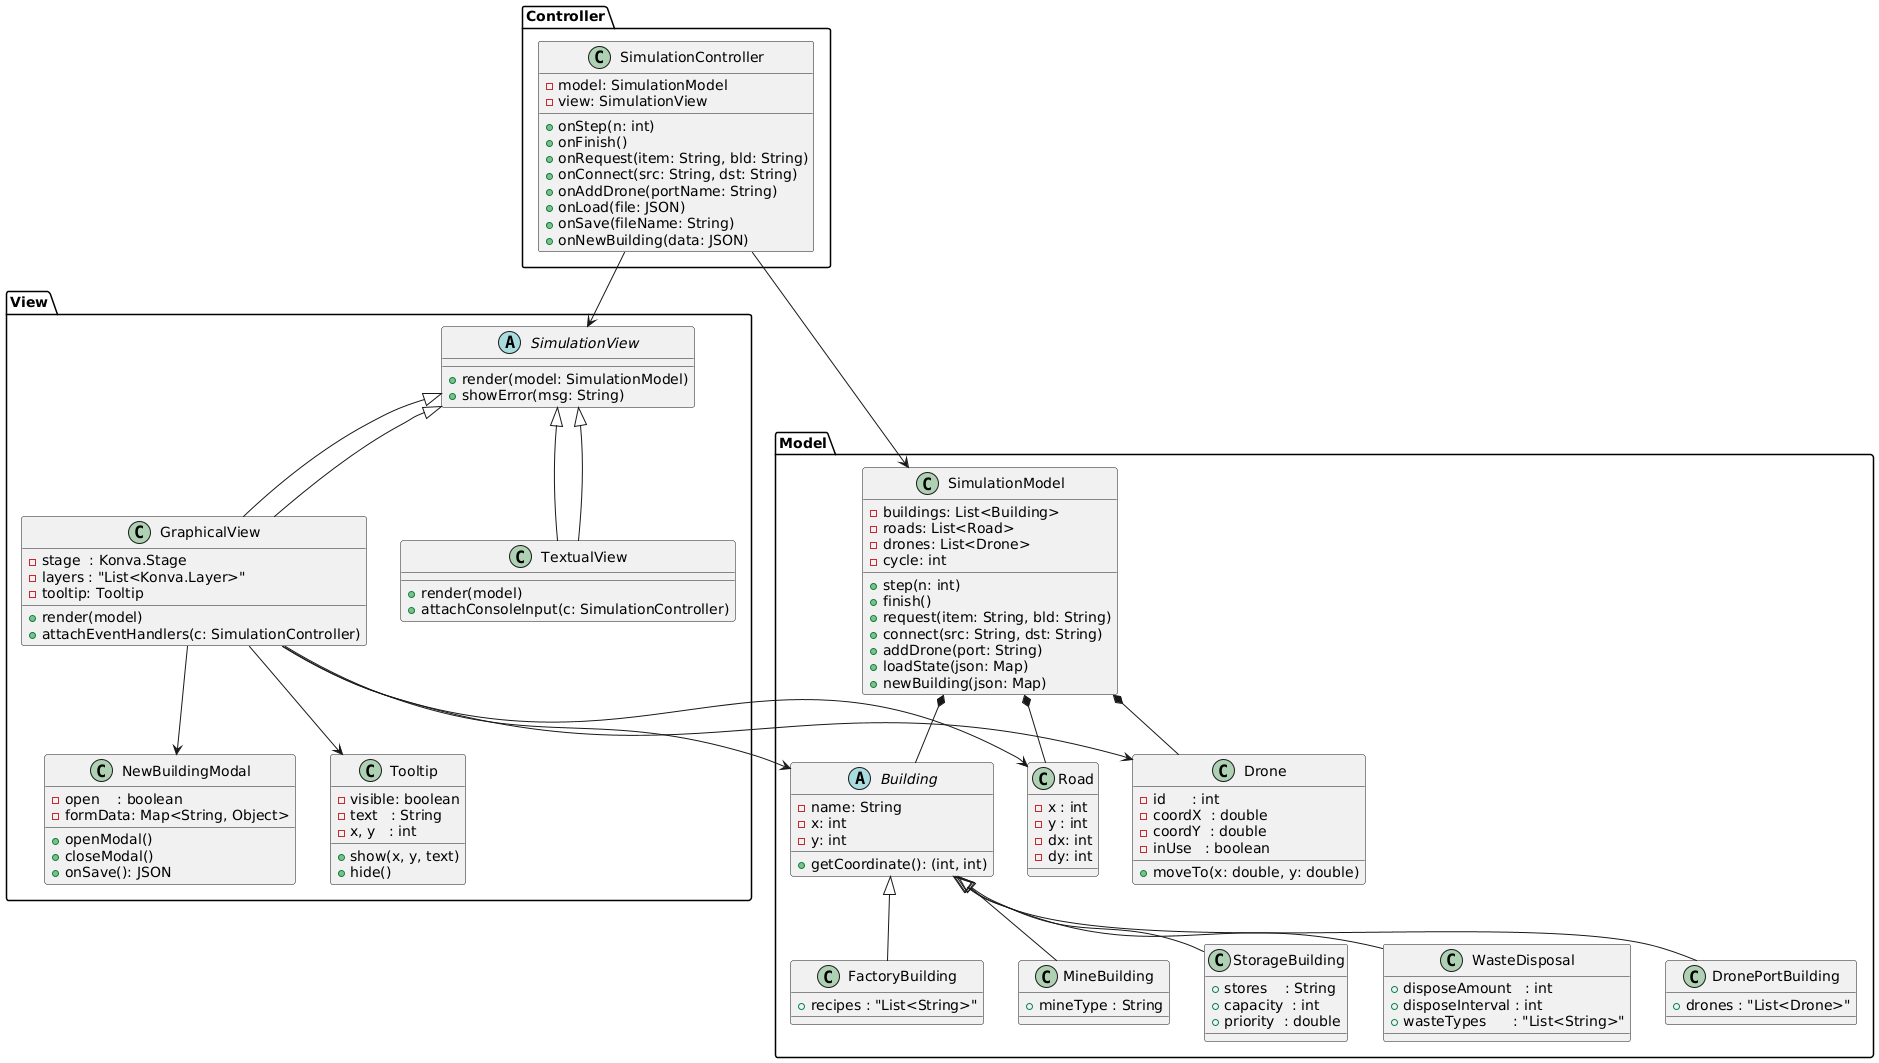 Controller
C SimulationController
model: SimulationModel
view: SimulationView
onStep(n: int)
onFinish()
onRequest(item: String, bld: String)
onConnect(src: String, dst: String)
onAddDrone(portName: String)
onLoad(file: JSON)
onSave(fileName: String)
onNewBuilding(data: JSON)
View
A SimulationView
render(model: SimulationModel)
showError(msg: String)
C GraphicalView
stage : Konva.Stage
layers : "List<Konva.Layer>"
tooltip: Tooltip
render(model)
attachEventHandlers(c: SimulationController)
C TextualView
render(model)
attachConsoleInput(c: SimulationController)
C NewBuildingModal
open : boolean
formData: Map<String, Object>
openModal()
closeModal()
onSave(): JSON
C Tooltip
visible: boolean
text : String
x, y : int
show(x, y, text)
hide()
Model
C SimulationModel
buildings: List<Building>
roads: List<Road>
drones: List<Drone>
cycle: int
step(n: int)
finish()
request(item: String, bld: String)
connect(src: String, dst: String)
addDrone(port: String)
loadState(json: Map)
newBuilding(json: Map)
A Building
name: String
x: int
y: int
getCoordinate(): (int, int)
C Road
x : int
y : int
dx: int
dy: int
C Drone
id : int
coordX : double
coordY : double
inUse : boolean
moveTo(x: double, y: double)
C FactoryBuilding
recipes : "List<String>"
C MineBuilding
mineType : String
C StorageBuilding
stores : String
capacity : int
priority : double
C WasteDisposal
disposeAmount : int
disposeInterval : int
wasteTypes : "List<String>"
C DronePortBuilding
drones : "List<Drone>"